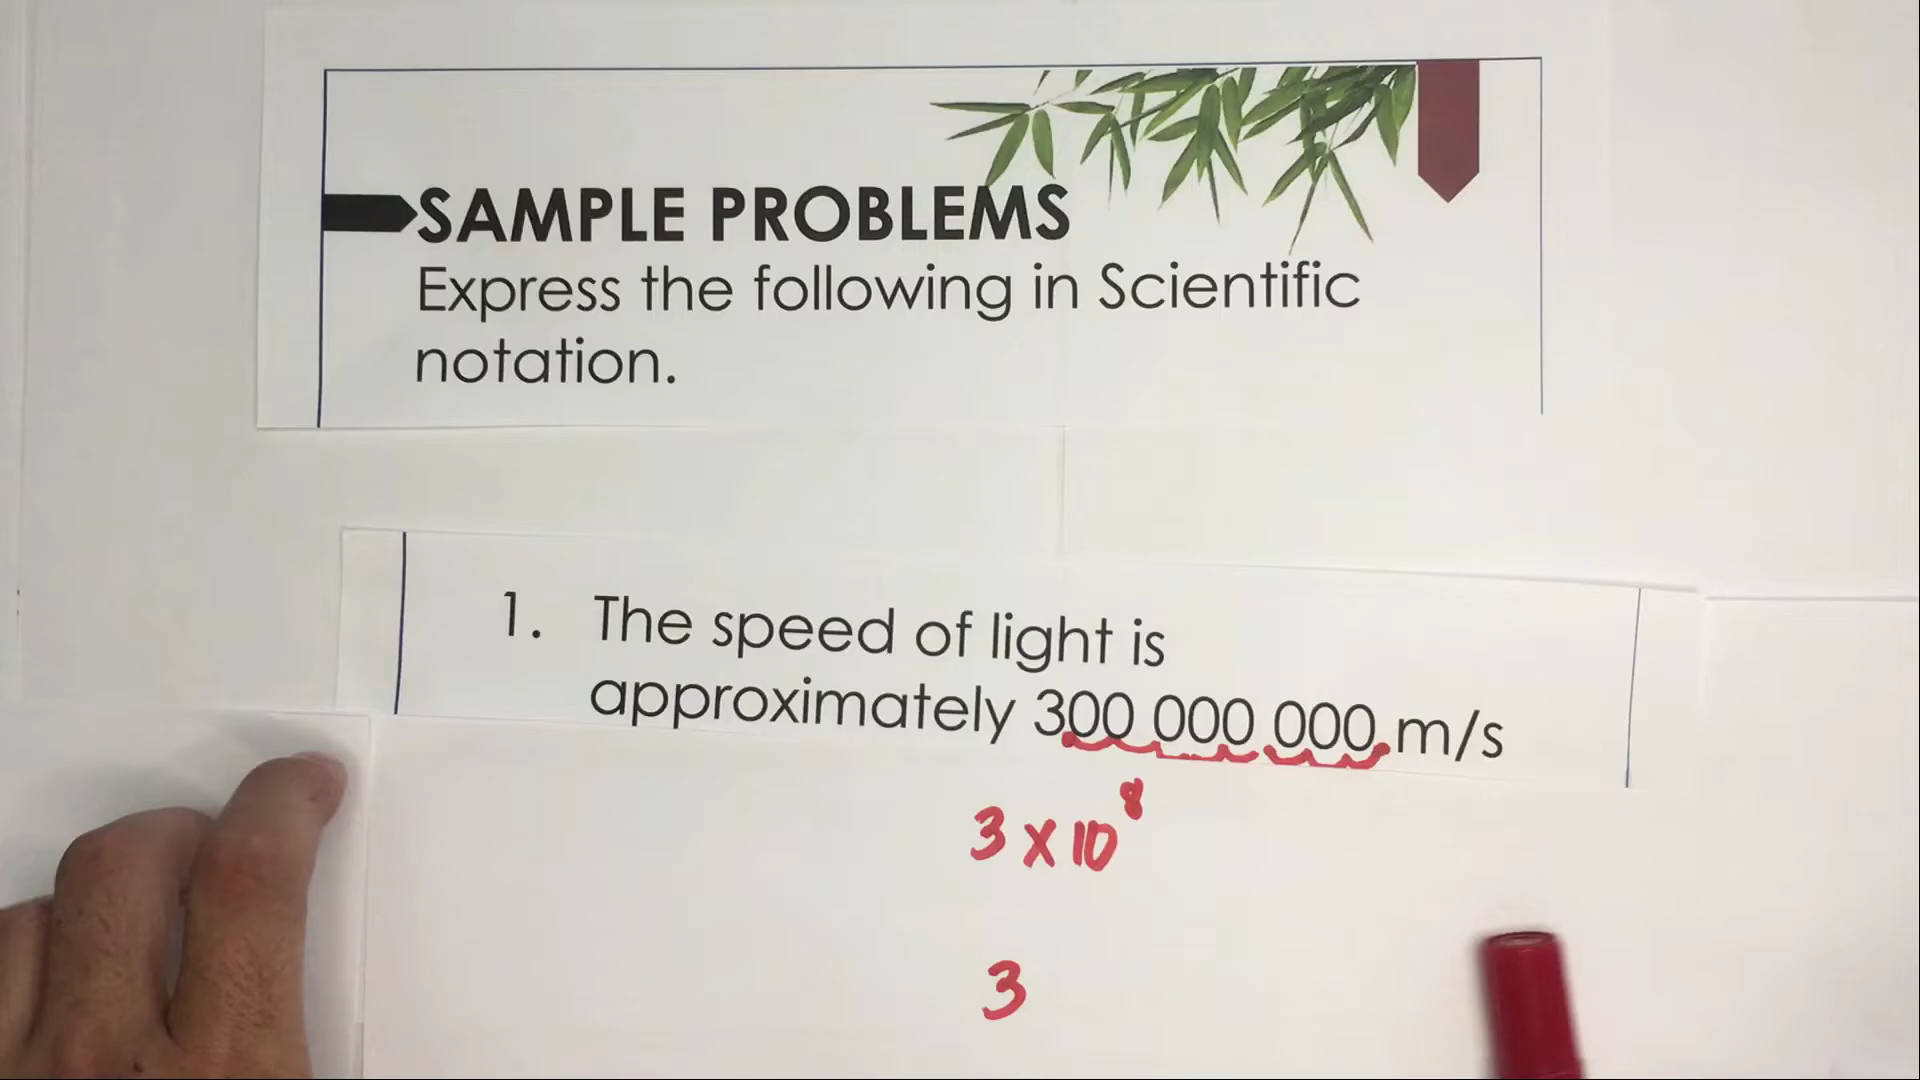 SAMPLE PROBLEMS
Express the following in Scientific
notation.
1. The speed of light is
approximately 300 000 000 m/s
3 x 10⁸
3